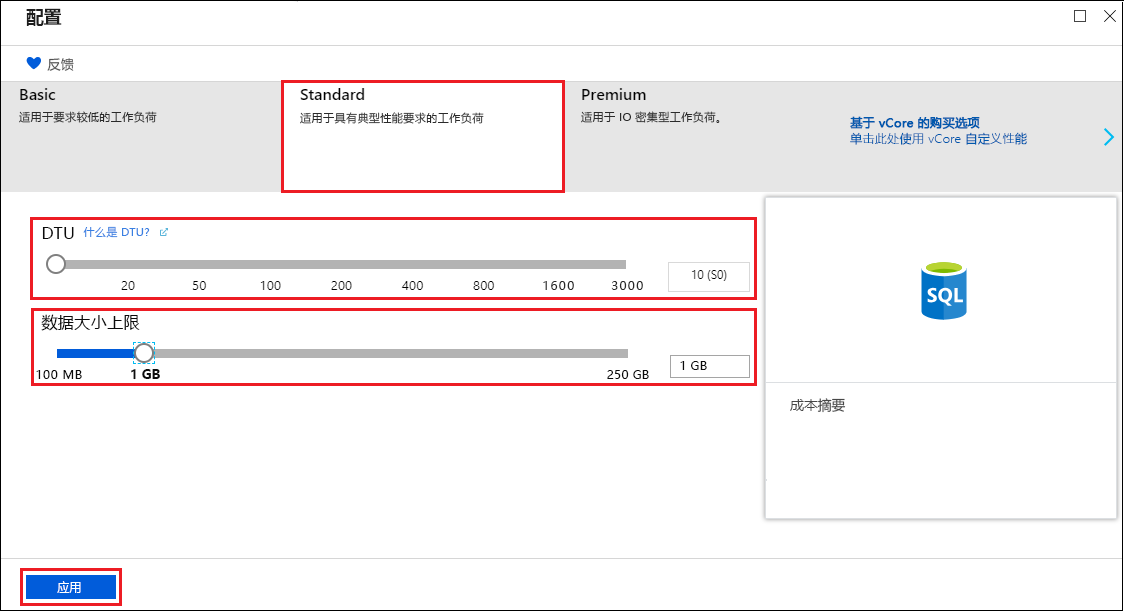 配置
反馈
Basic
适用于要求较低的工作负荷
Standard
适用于具有典型性能要求的工作负荷
Premium
适用于 IO 密集型工作负荷。
基于 vCore 的购买选项
单击此处使用 vCore 自定义性能
DTU 什么是 DTU?
20 50 100 200 400 800 1600 3000
10 (S0)
数据大小上限
100 MB 1 GB 250 GB
1 GB
SQL
成本摘要
应用